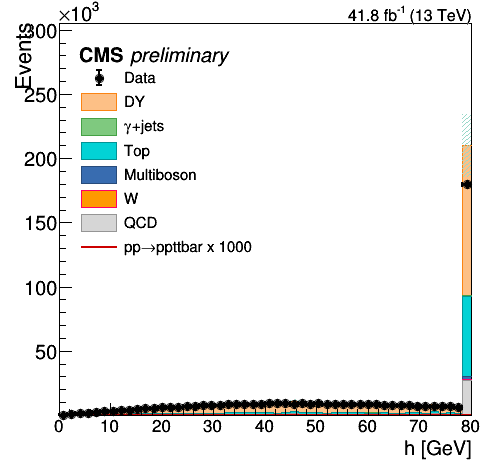 ×10³
41.8 fb⁻¹ (13 TeV)
Events
300
250
200
150
100
50
CMS preliminary
Data
DY
γ+jets
Top
Multiboson
W
QCD
pp→ppttbar x 1000
0 10 20 30 40 50 60 70 80
h [GeV]